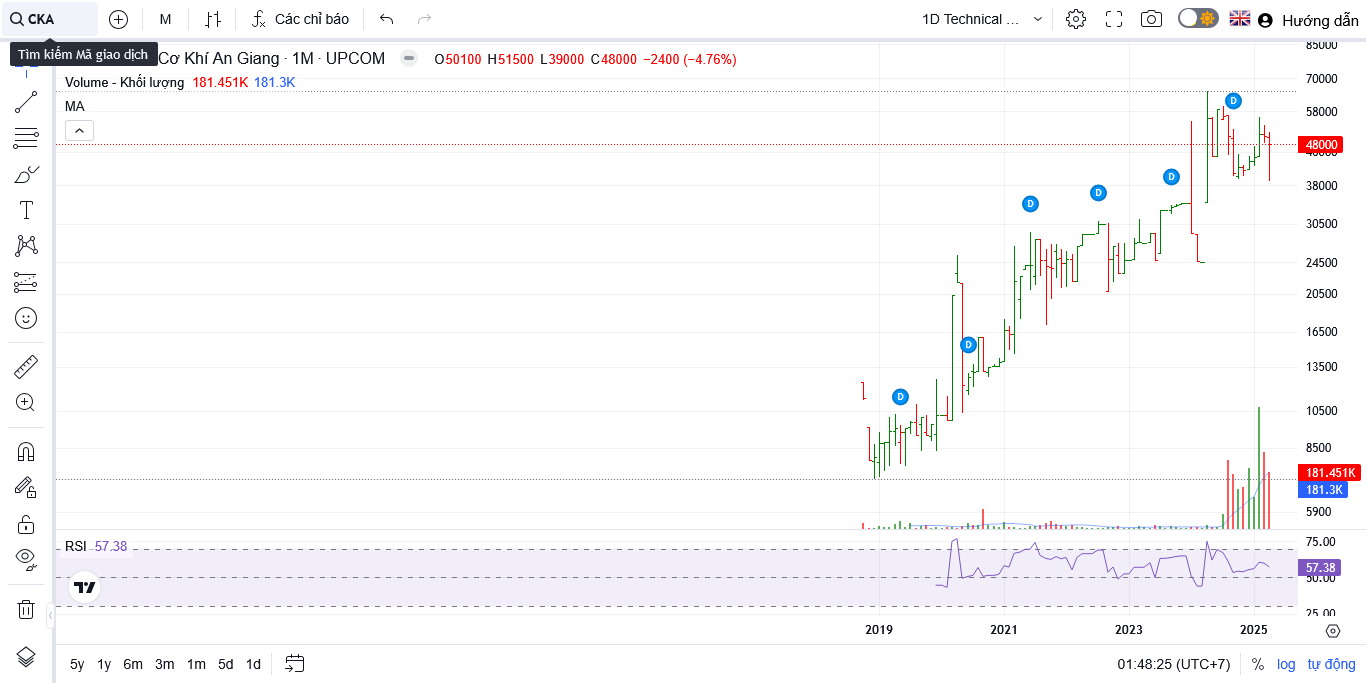 CKA
M
Các chỉ báo
1D Technical ...
Hướng dẫn
Tìm kiếm Mã giao dịch
Cơ Khí An Giang · 1M · UPCOM
O50100 H51500 L39000 C48000 −2400 (−4.76%)
Volume - Khối lượng 181.451K 181.3K
MA
85000
70000
58000
48000
38000
30500
24500
20500
16500
13500
10500
8500
181.451K
181.3K
5900
D
D
D
D
D
D
RSI 57.38
75.00
57.38
50.00
25.00
2019 2021 2023 2025
5y 1y 6m 3m 1m 5d 1d
01:48:25 (UTC+7)
% log tự động